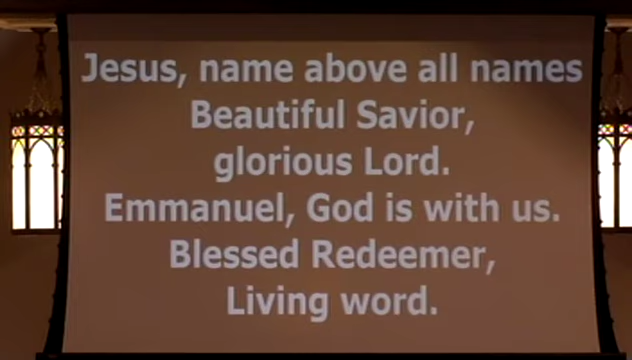 Jesus, name above all names
Beautiful Savior,
glorious Lord.
Emmanuel, God is with us.
Blessed Redeemer,
Living word.